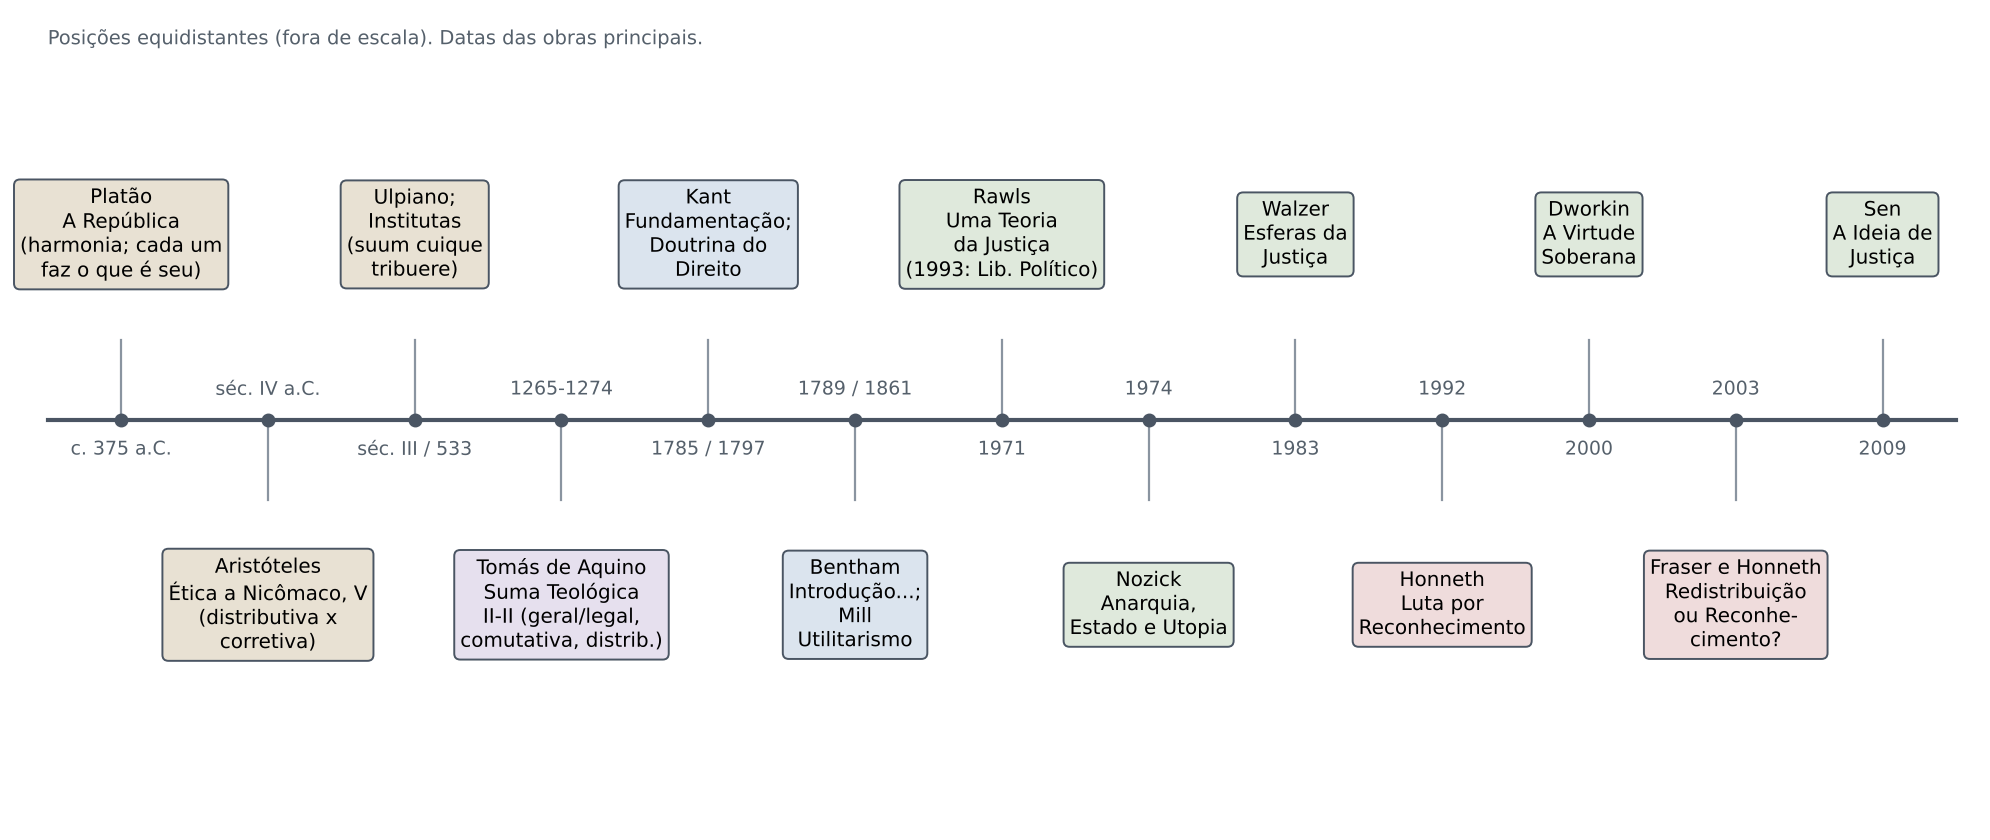 Posições equidistantes (fora de escala). Datas das obras principais.
Platão
A República
(harmonia; cada um
faz o que é seu)
c. 375 a.C.
séc. IV a.C.
Aristóteles
Ética a Nicômaco, V
(distributiva x
corretiva)
Ulpiano;
Institutas
(suum cuique
tribuere)
séc. III / 533
1265-1274
Tomás de Aquino
Suma Teológica
II-II (geral/legal,
comutativa, distrib.)
Kant
Fundamentação;
Doutrina do
Direito
1785 / 1797
1789 / 1861
Bentham
Introdução...;
Mill
Utilitarismo
Rawls
Uma Teoria
da Justiça
(1993: Lib. Político)
1971
1974
Nozick
Anarquia,
Estado e Utopia
Walzer
Esferas da
Justiça
1983
1992
Honneth
Luta por
Reconhecimento
Dworkin
A Virtude
Soberana
2000
2003
Fraser e Honneth
Redistribuição
ou Reconhe-
cimento?
Sen
A Ideia de
Justiça
2009